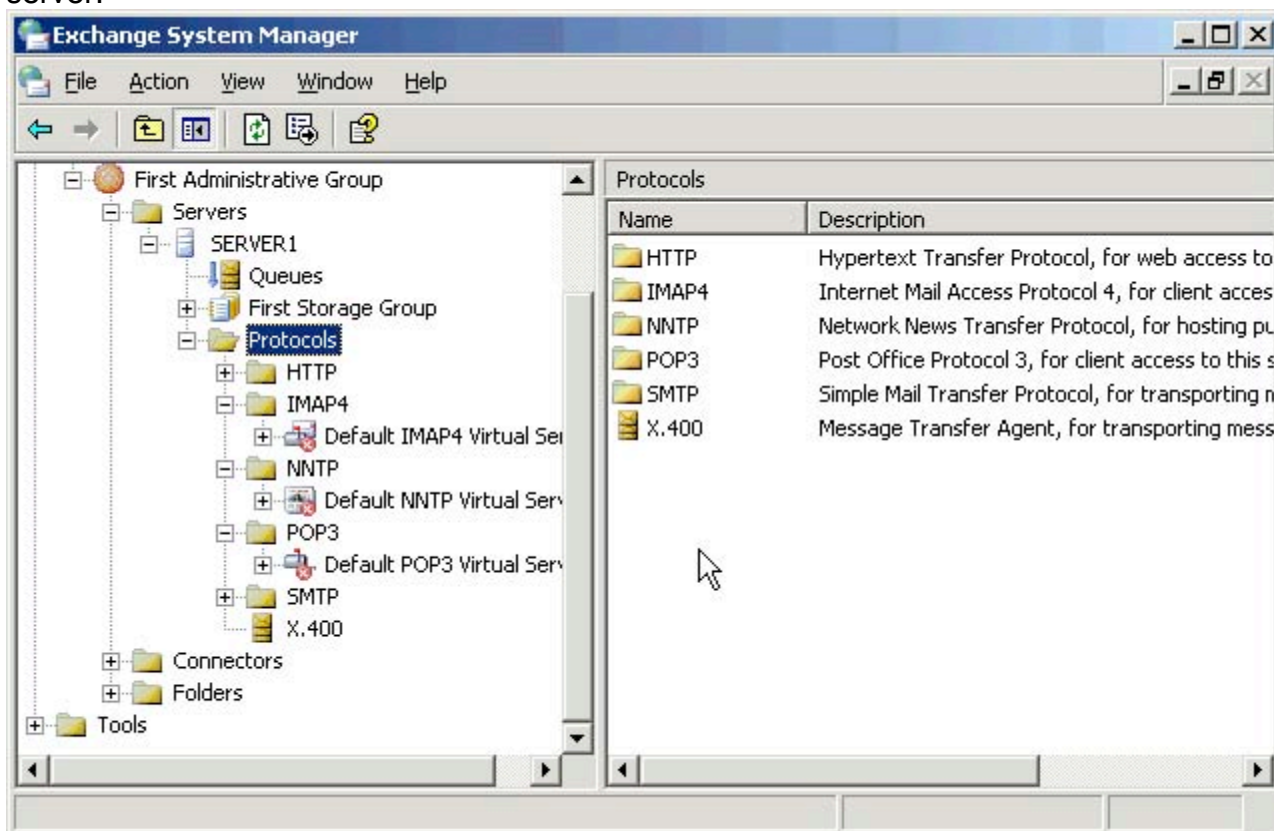 server.
Exchange System Manager
File Action View Window Help
First Administrative Group
Servers
SERVER1
Queues
First Storage Group
Protocols
HTTP
IMAP4
Default IMAP4 Virtual Ser
NNTP
Default NNTP Virtual Serv
POP3
Default POP3 Virtual Serv
SMTP
X.400
Connectors
Folders
Tools
Protocols
Name Description
HTTP Hypertext Transfer Protocol, for web access to
IMAP4 Internet Mail Access Protocol 4, for client acces
NNTP Network News Transfer Protocol, for hosting pu
POP3 Post Office Protocol 3, for client access to this s
SMTP Simple Mail Transfer Protocol, for transporting
X.400 Message Transfer Agent, for transporting mess